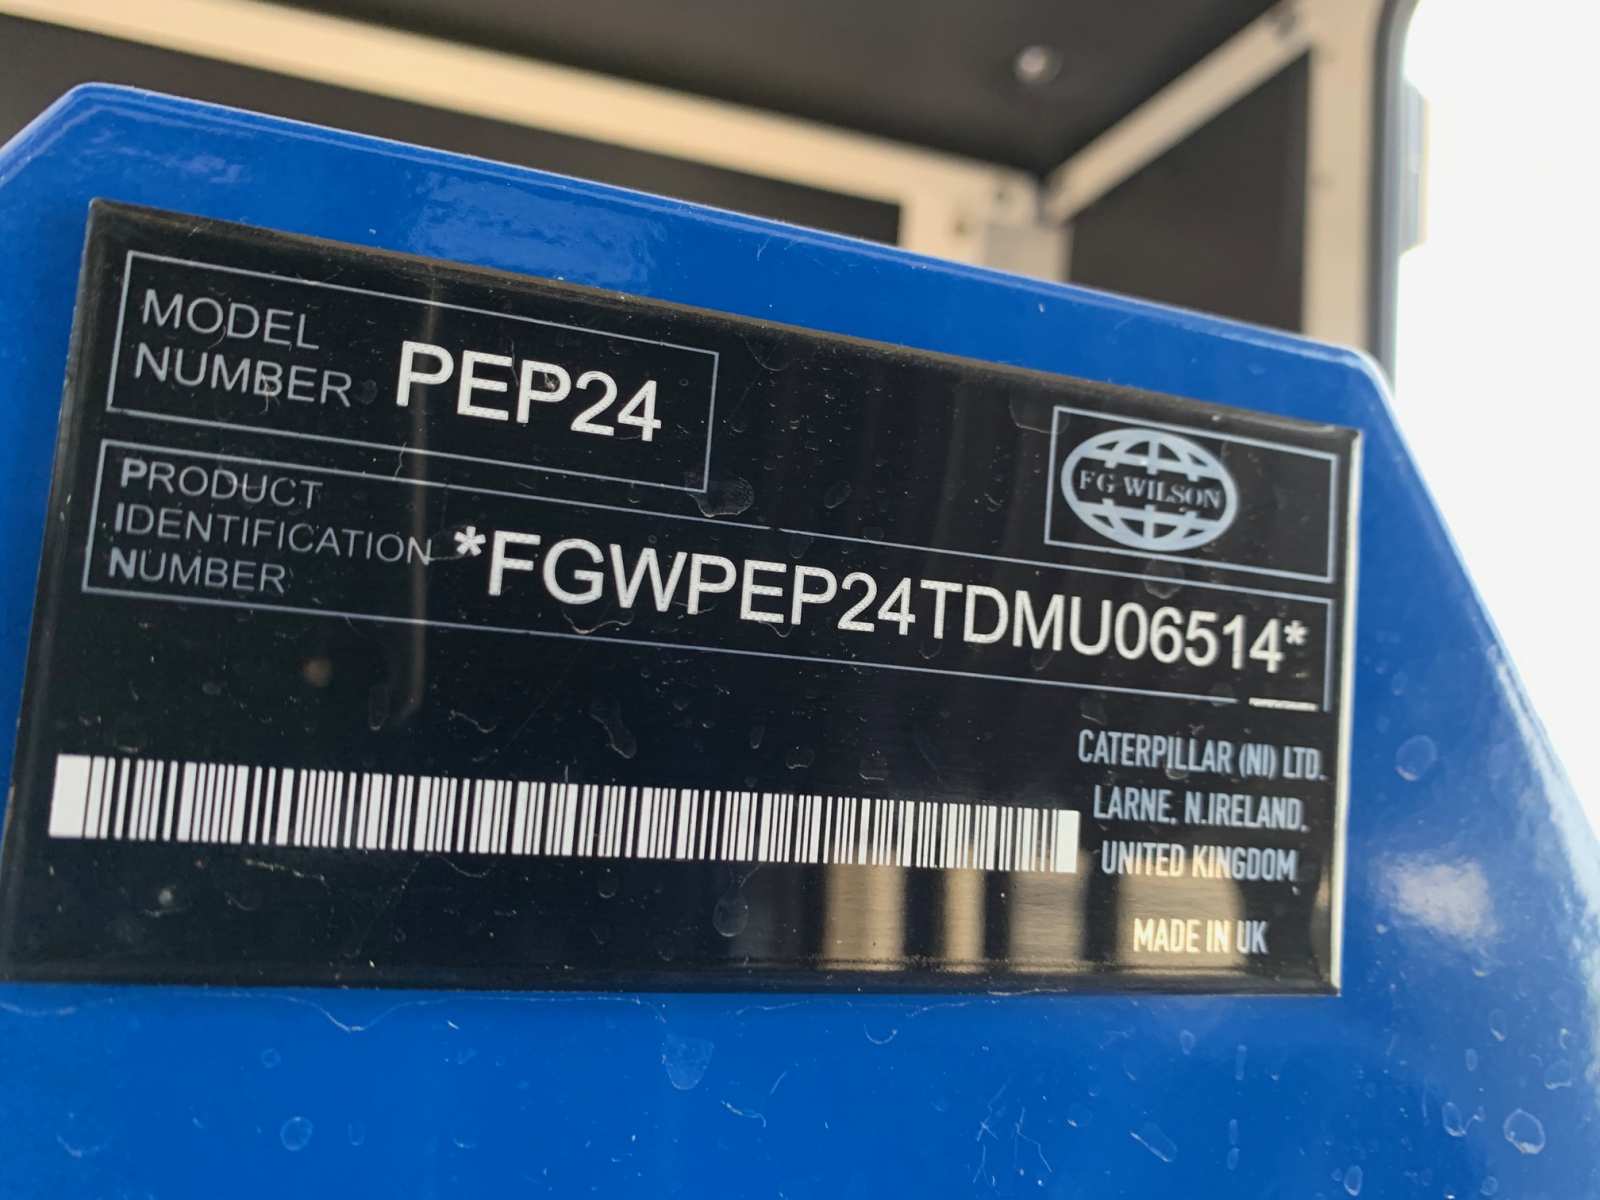 MODEL
NUMBER PEP24
FG WILSON
PRODUCT
IDENTIFICATION
NUMBER *FGWPEP24TDMU06514*
CATERPILLAR (NI) LTD.
LARNE, N.IRELAND,
UNITED KINGDOM
MADE IN UK